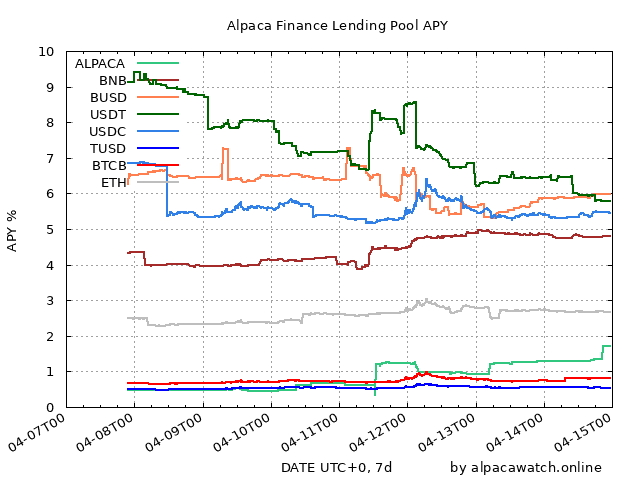 Alpaca Finance Lending Pool APY
10
9
8
7
6
5
4
3
2
1
0
APY %
ALPACA
BNB
BUSD
USDT
USDC
TUSD
BTCB
ETH
04-07T00
04-08T00
04-09T00
04-10T00
04-11T00
04-12T00
04-13T00
04-14T00
04-15T00
DATE UTC+0, 7d
by alpacawatch.online